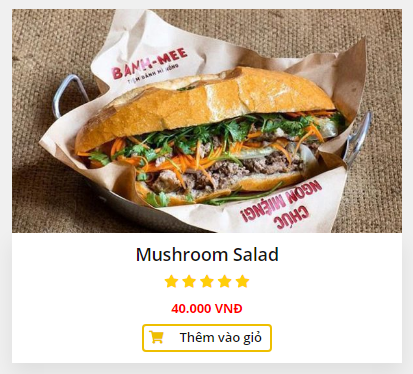 BANH-MEE
CHÚC
NGON MIỆNG!
Mushroom Salad
40.000 VNĐ
Thêm vào giỏ